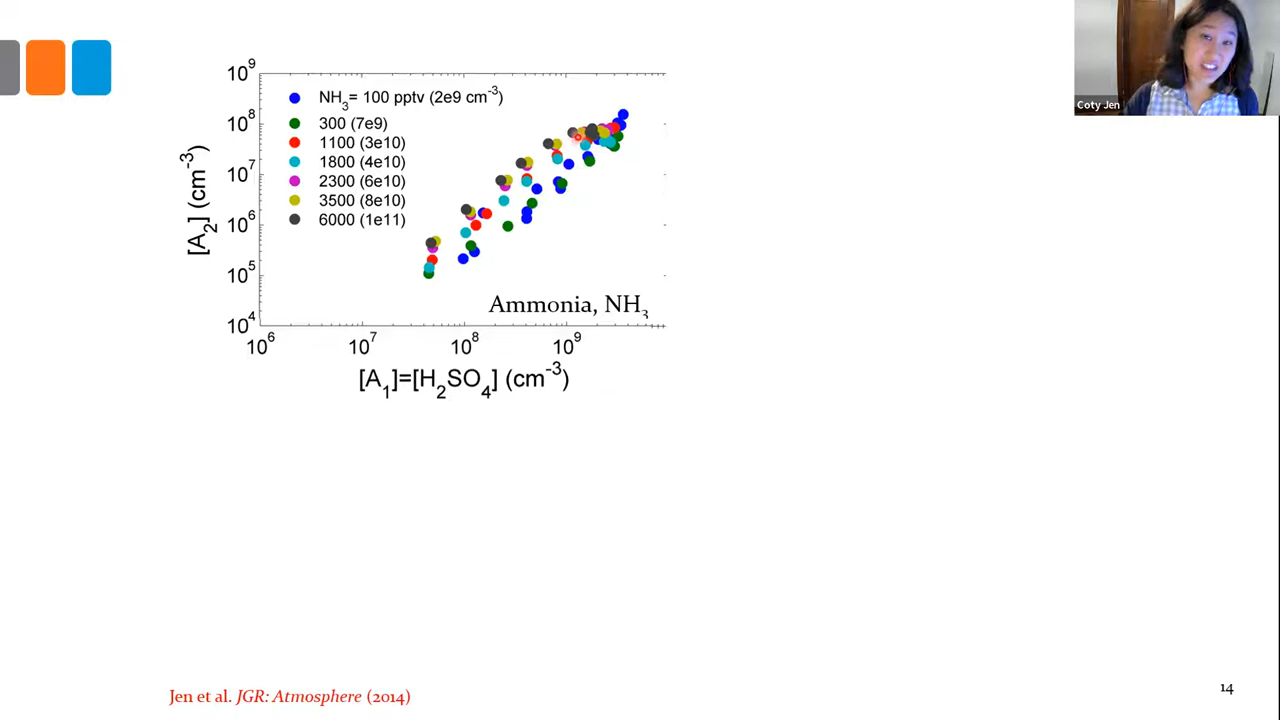 Coty Jen
10⁹
10⁸
10⁷
10⁶
10⁵
10⁴
[A₂] (cm⁻³)
NH₃= 100 pptv (2e9 cm⁻³)
300 (7e9)
1100 (3e10)
1800 (4e10)
2300 (6e10)
3500 (8e10)
6000 (1e11)
Ammonia, NH₃
10⁶ 10⁷ 10⁸ 10⁹
[A₁]=[H₂SO₄] (cm⁻³)
Jen et al. JGR: Atmosphere (2014)
14